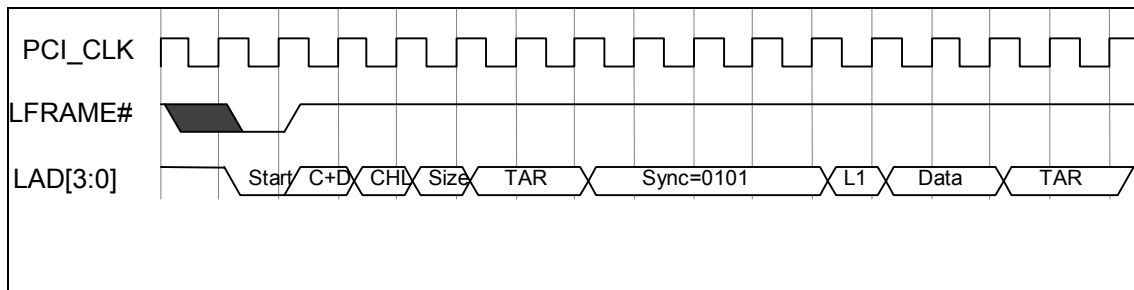 PCI_CLK
LFRAME#
LAD[3:0] Start C+D CHL Size TAR Sync=0101 L1 Data TAR